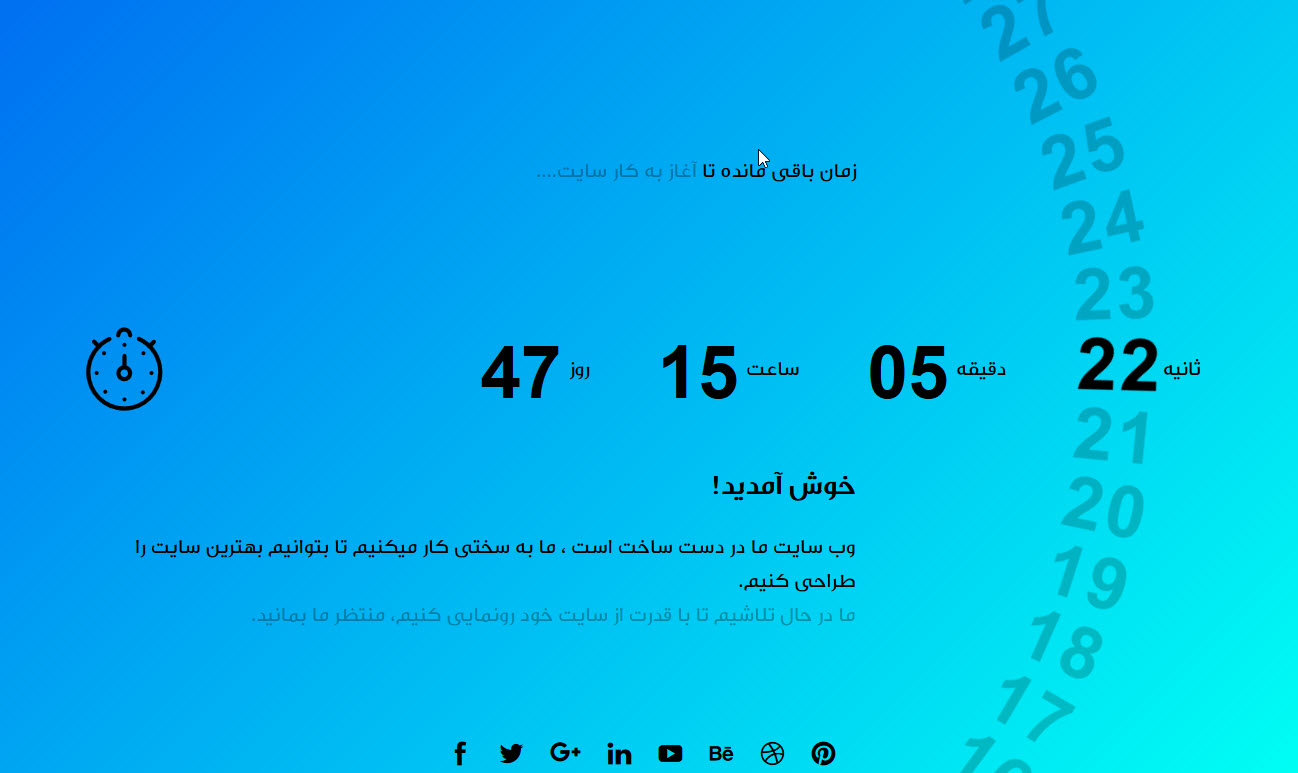 27
26
25
زمان باقی مانده تا آغاز به کار سایت....
24
23
ثانیه 22 دقیقه 05 ساعت 15 روز 47
21
خوش آمدید!
20
وب سایت ما در دست ساخت است ، ما به سختی کار میکنیم تا بتوانیم بهترین سایت را
طراحی کنیم.
19
ما در حال تلاشیم تا با قدرت از سایت خود رونمایی کنیم، منتظر ما بمانید.
18
17
f G+ in Bē